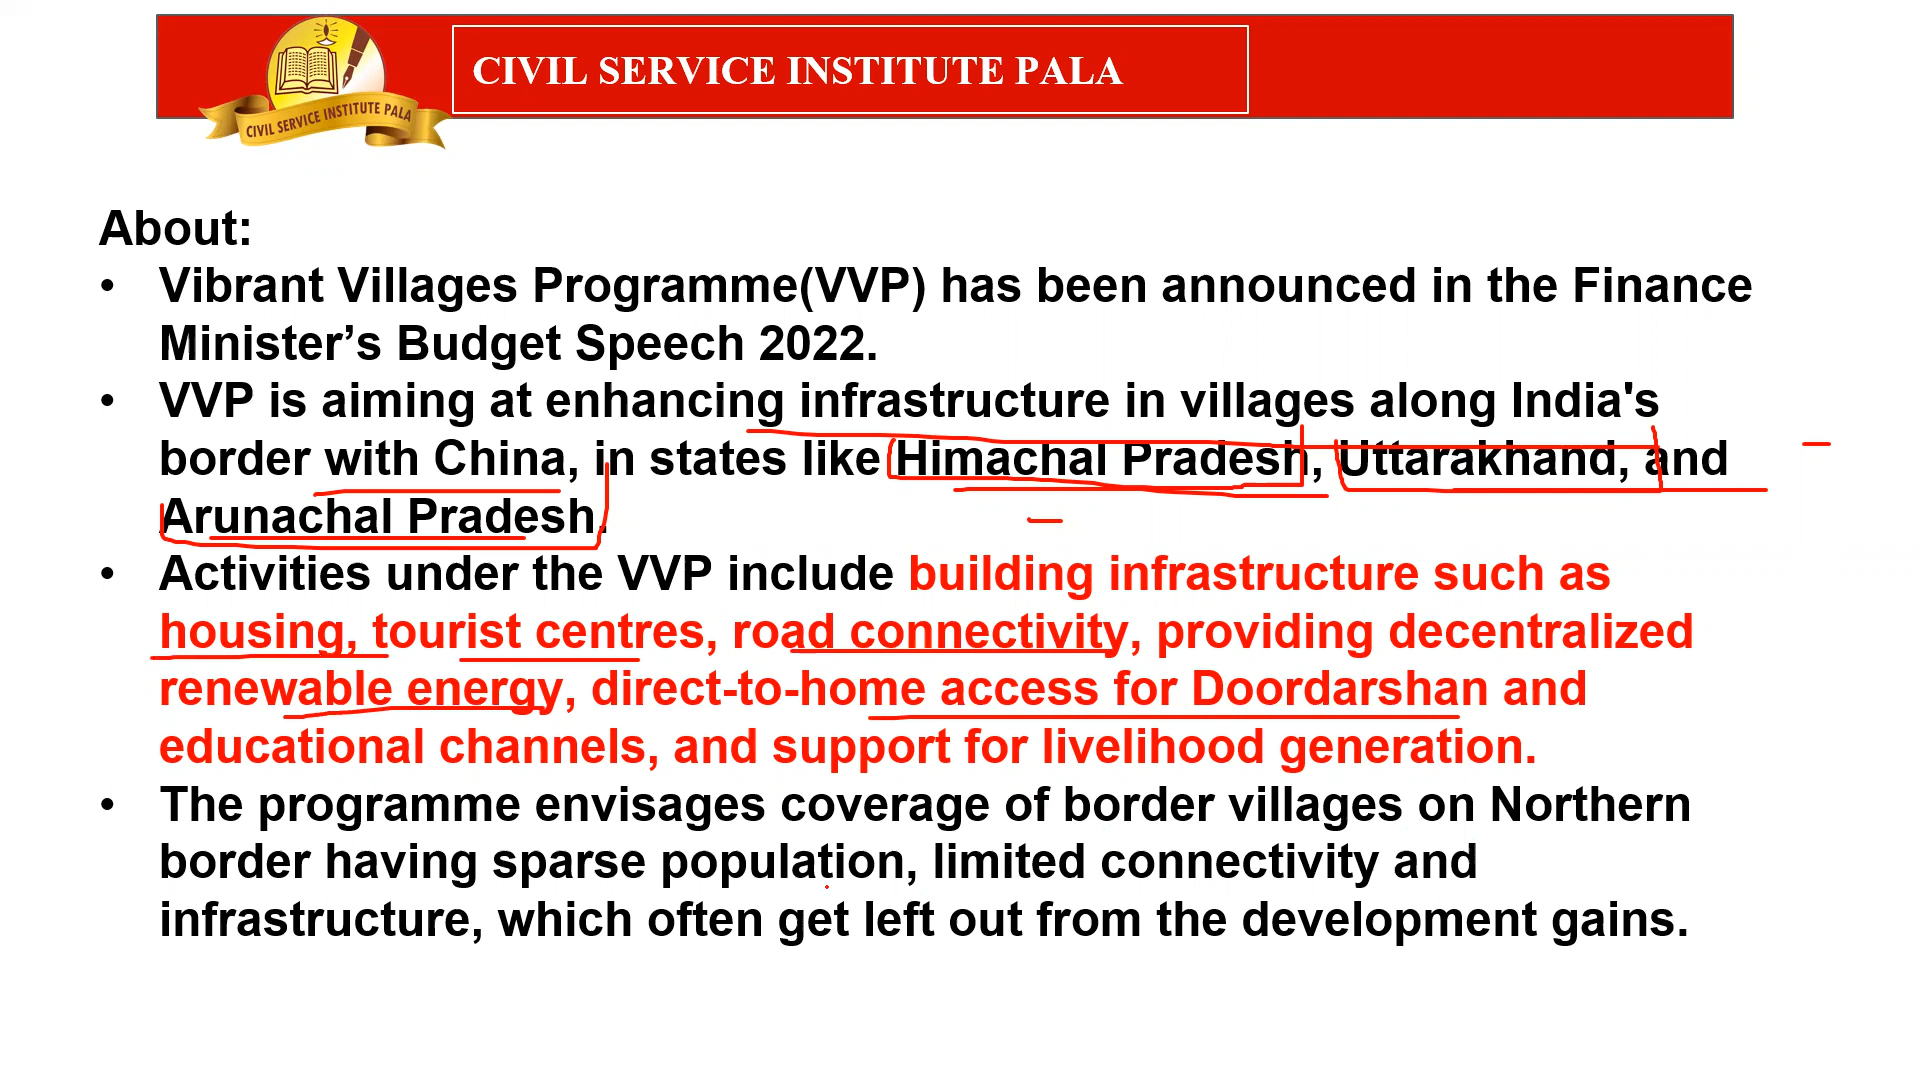 CIVIL SERVICE INSTITUTE PALA
CIVIL SERVICE INSTITUTE PALA
About:
• Vibrant Villages Programme(VVP) has been announced in the Finance
Minister’s Budget Speech 2022.
• VVP is aiming at enhancing infrastructure in villages along India's
border with China, in states like Himachal Pradesh, Uttarakhand, and
Arunachal Pradesh.
• Activities under the VVP include building infrastructure such as
housing, tourist centres, road connectivity, providing decentralized
renewable energy, direct-to-home access for Doordarshan and
educational channels, and support for livelihood generation.
• The programme envisages coverage of border villages on Northern
border having sparse population, limited connectivity and
infrastructure, which often get left out from the development gains.